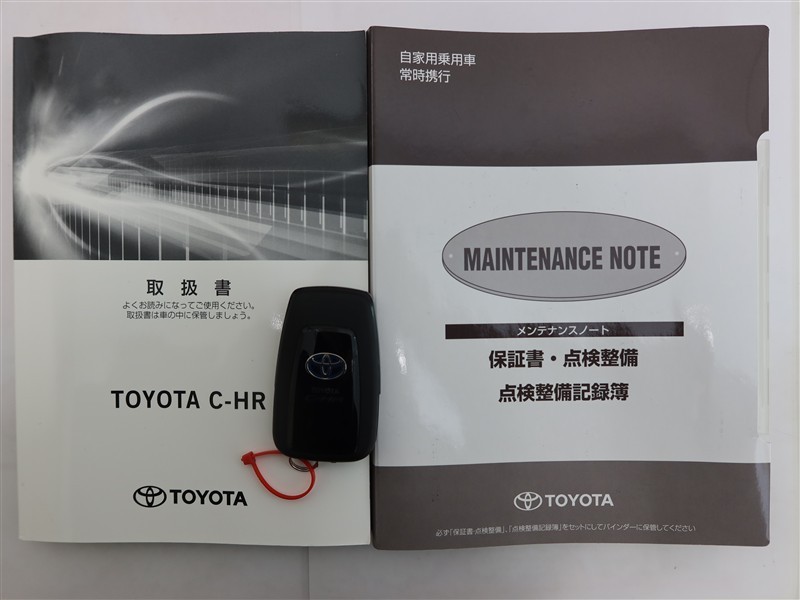 取扱書
よくお読みになってご使用ください。
取扱書は車の中に保管しましょう。
TOYOTA C-HR
TOYOTA
自家用乗用車
常時携行
MAINTENANCE NOTE
メンテナンスノート
保証書・点検整備
点検整備記録簿
TOYOTA
必ず「保証書・点検整備」、「点検整備記録簿」をセットにしてバインダーに保管してください